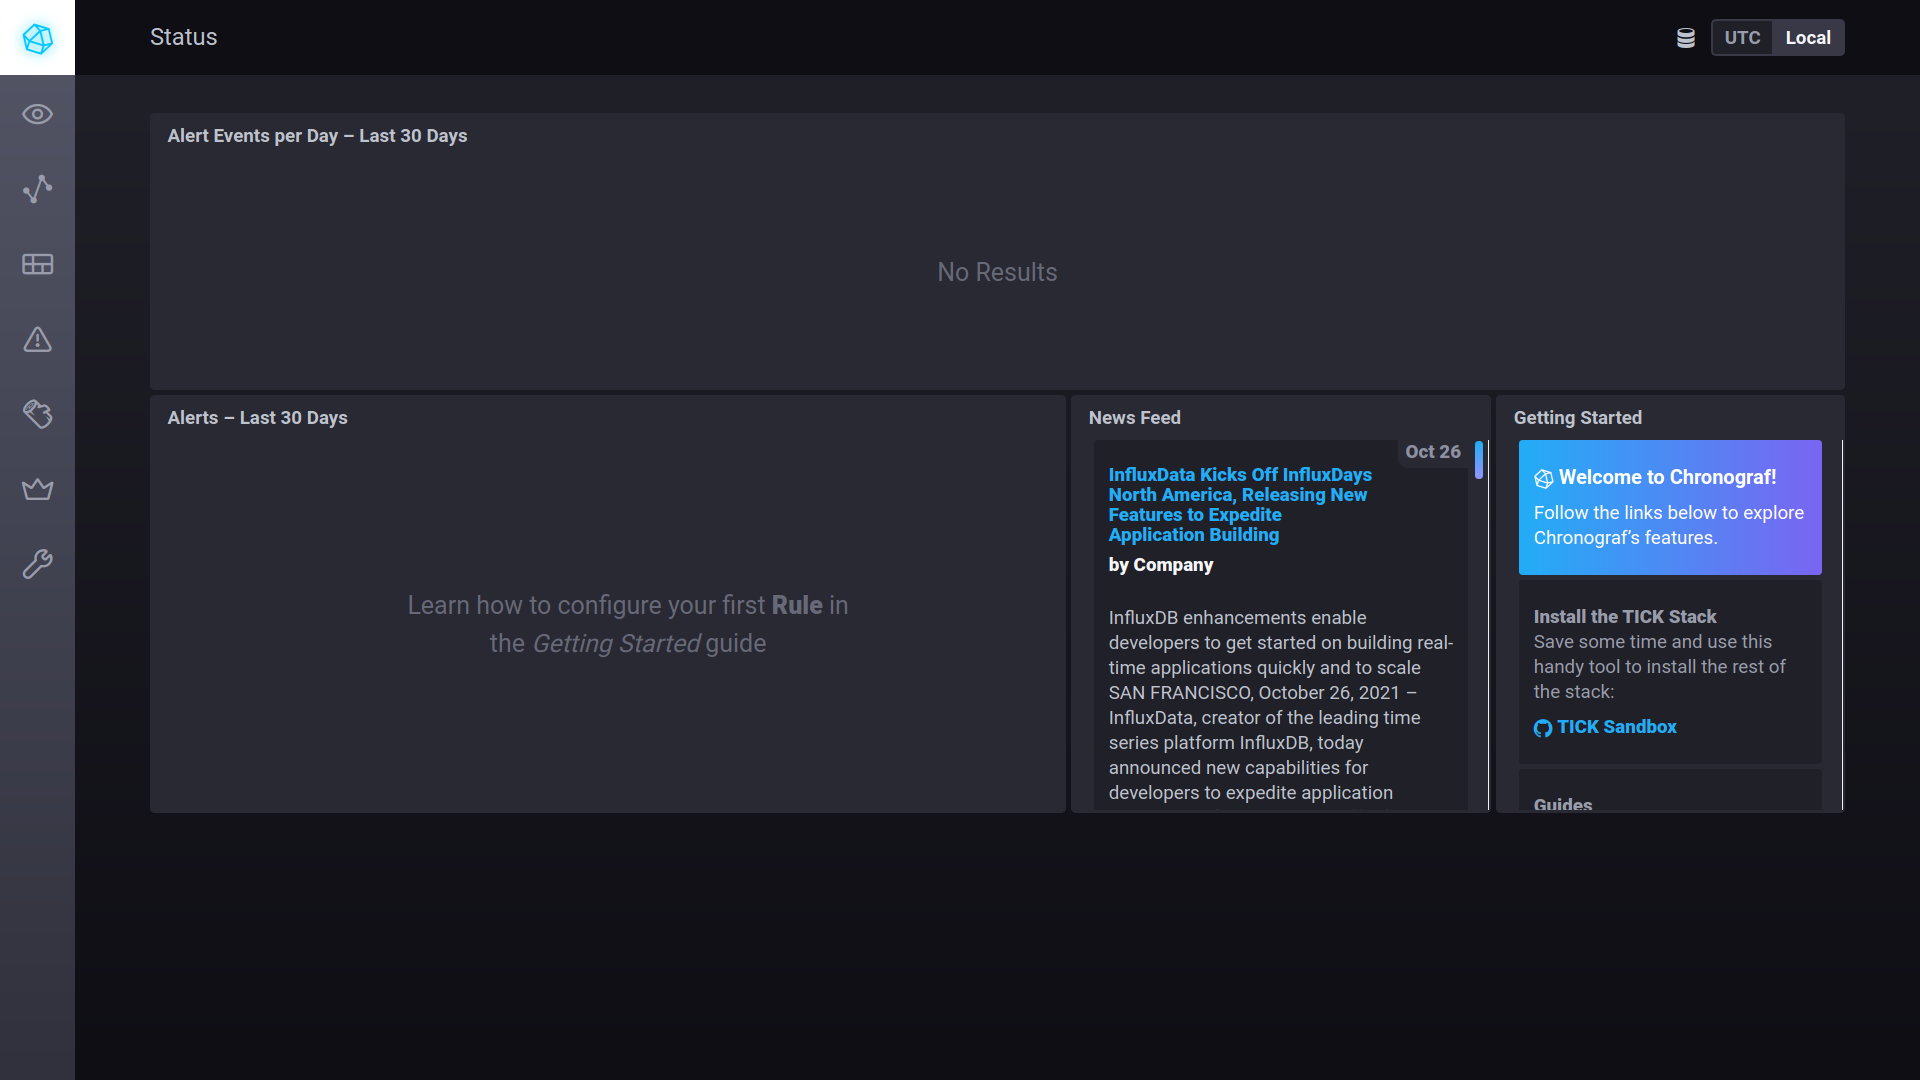 Status
UTC
Local
Alert Events per Day – Last 30 Days
No Results
Alerts – Last 30 Days
Learn how to configure your first Rule in
the Getting Started guide
News Feed
Oct 26
InfluxData Kicks Off InfluxDays
North America, Releasing New
Features to Expedite
Application Building
by Company
InfluxDB enhancements enable
developers to get started on building real-
time applications quickly and to scale
SAN FRANCISCO, October 26, 2021 –
InfluxData, creator of the leading time
series platform InfluxDB, today
announced new capabilities for
developers to expedite application
Getting Started
Welcome to Chronograf!
Follow the links below to explore
Chronograf’s features.
Install the TICK Stack
Save some time and use this
handy tool to install the rest of
the stack:
TICK Sandbox
Guides